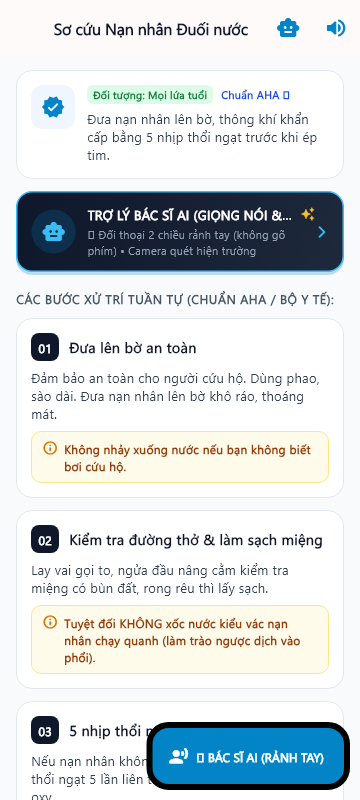 Sơ cứu Nạn nhân Đuối nước
Đối tượng: Mọi lứa tuổi Chuẩn AHA
Đưa nạn nhân lên bờ, thông khí khẩn
cấp bằng 5 nhịp thổi ngạt trước khi ép
tim.
TRỢ LÝ BÁC SĨ AI (GIỌNG NÓI &...
Đối thoại 2 chiều rảnh tay (không gõ
phím) • Camera quét hiện trường
CÁC BƯỚC XỬ TRÍ TUẦN TỰ (CHUẨN AHA / BỘ Y TẾ):
01 Đưa lên bờ an toàn
Đảm bảo an toàn cho người cứu hộ. Dùng phao,
sào dài. Đưa nạn nhân lên bờ khô ráo, thoáng
mát.
Không nhảy xuống nước nếu bạn không biết
bơi cứu hộ.
02 Kiểm tra đường thở & làm sạch miệng
Lay vai gọi to, ngửa đầu nâng cằm kiểm tra
miệng có bùn đất, rong rêu thì lấy sạch.
Tuyệt đối KHÔNG xốc nước kiểu vác nạn
nhân chạy quanh (làm trào ngược dịch vào
phổi).
03 5 nhịp thổi
Nếu nạn nhân khôn
thổi ngạt 5 lần liên
oxy
BÁC SĨ AI (RẢNH TAY)